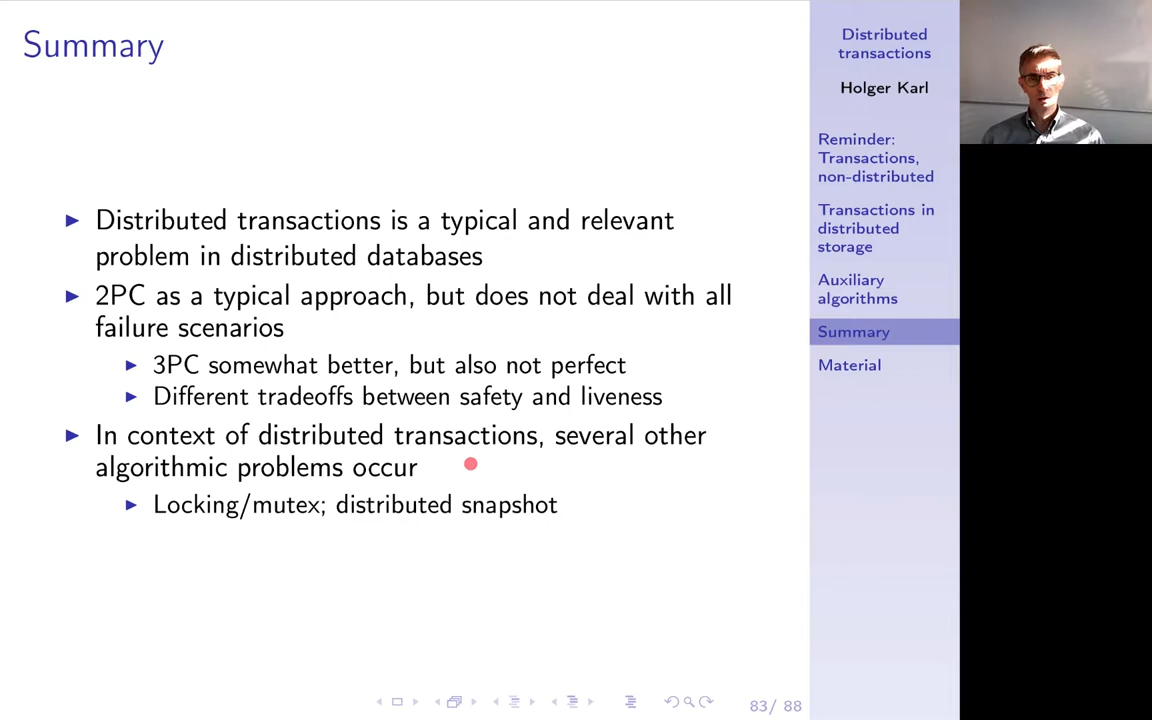 Summary
Distributed transactions is a typical and relevant
problem in distributed databases
2PC as a typical approach, but does not deal with all
failure scenarios
3PC somewhat better, but also not perfect
Different tradeoffs between safety and liveness
In context of distributed transactions, several other
algorithmic problems occur
Locking/mutex; distributed snapshot
83/ 88
Distributed
transactions
Holger Karl
Reminder:
Transactions,
non-distributed
Transactions in
distributed
storage
Auxiliary
algorithms
Summary
Material